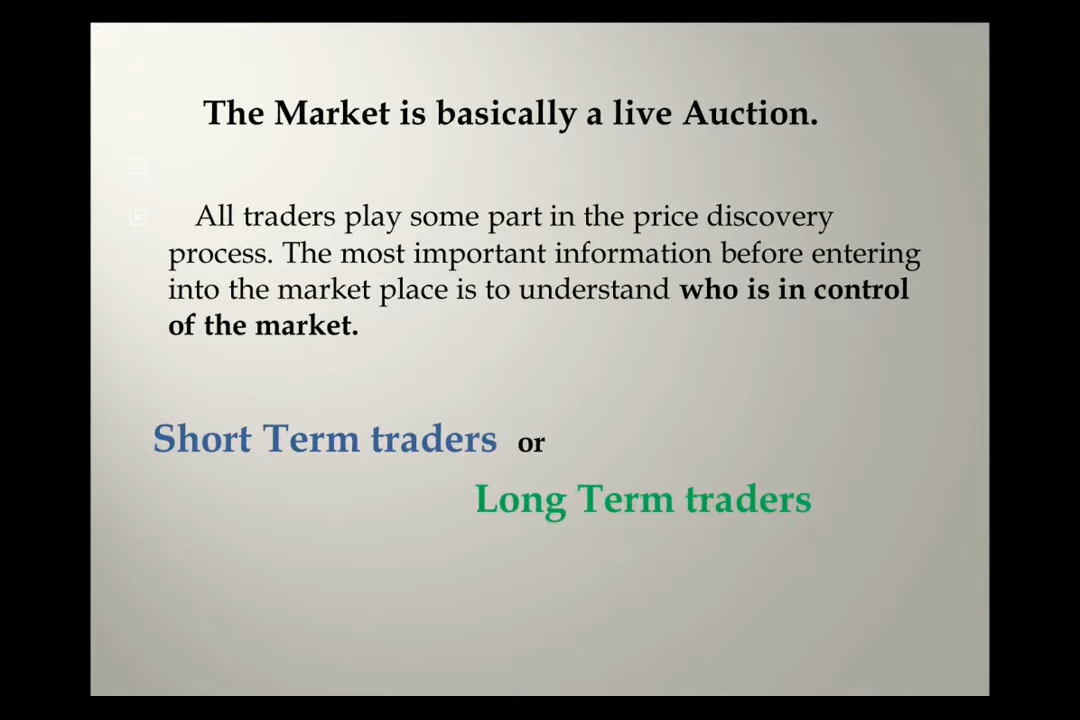 The Market is basically a live Auction.
All traders play some part in the price discovery
process. The most important information before entering
into the market place is to understand who is in control
of the market.
Short Term traders or
Long Term traders